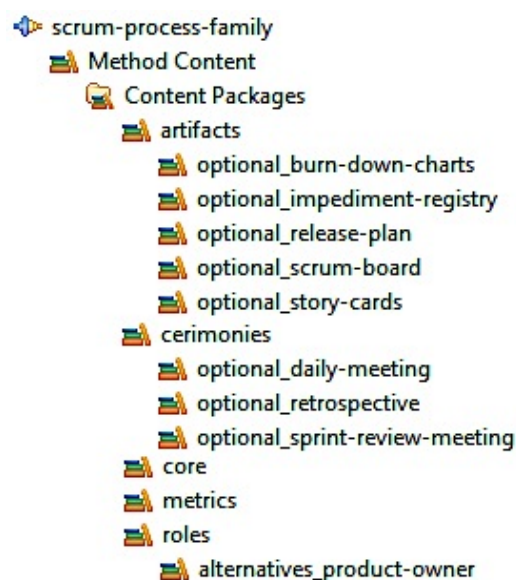 scrum-process-family
Method Content
Content Packages
artifacts
optional_burn-down-charts
optional_impediment-registry
optional_release-plan
optional_scrum-board
optional_story-cards
cerimonies
optional_daily-meeting
optional_retrospective
optional_sprint-review-meeting
core
metrics
roles
alternatives_product-owner